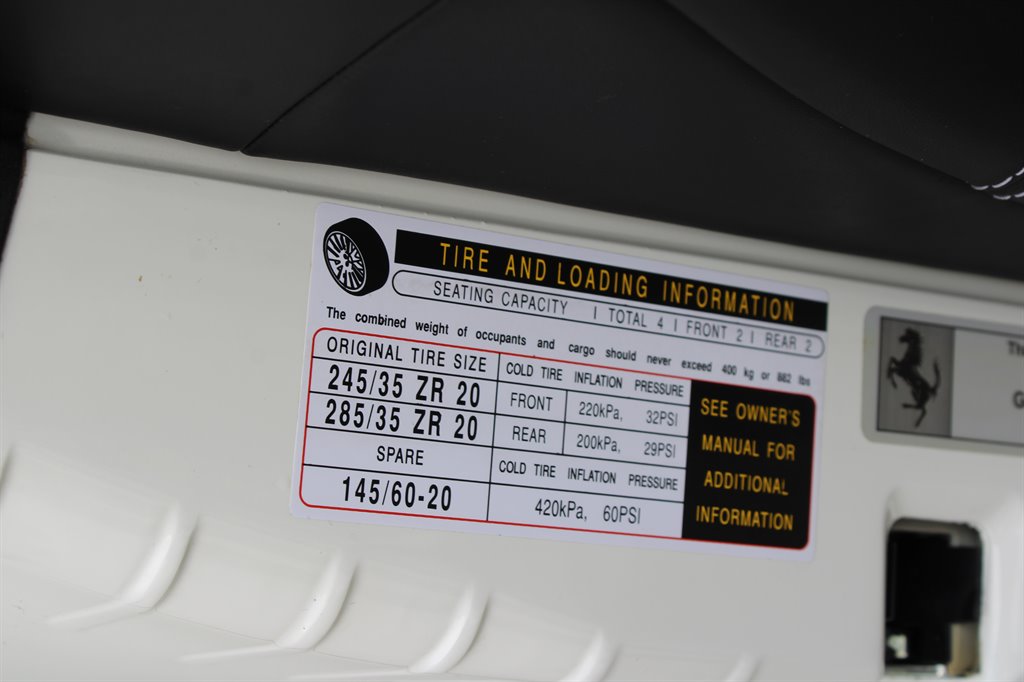 TIRE AND LOADING INFORMATION
SEATING CAPACITY | TOTAL 4 | FRONT 2 | REAR 2
The combined weight of occupants and cargo should never exceed 400 kg or 882 lbs
ORIGINAL TIRE SIZE
COLD TIRE INFLATION PRESSURE
245/35 ZR 20
FRONT
220kPa, 32PSI
285/35 ZR 20
REAR
200kPa, 29PSI
SPARE
COLD TIRE INFLATION PRESSURE
145/60-20
420kPa, 60PSI
SEE OWNER'S
MANUAL FOR
ADDITIONAL
INFORMATION